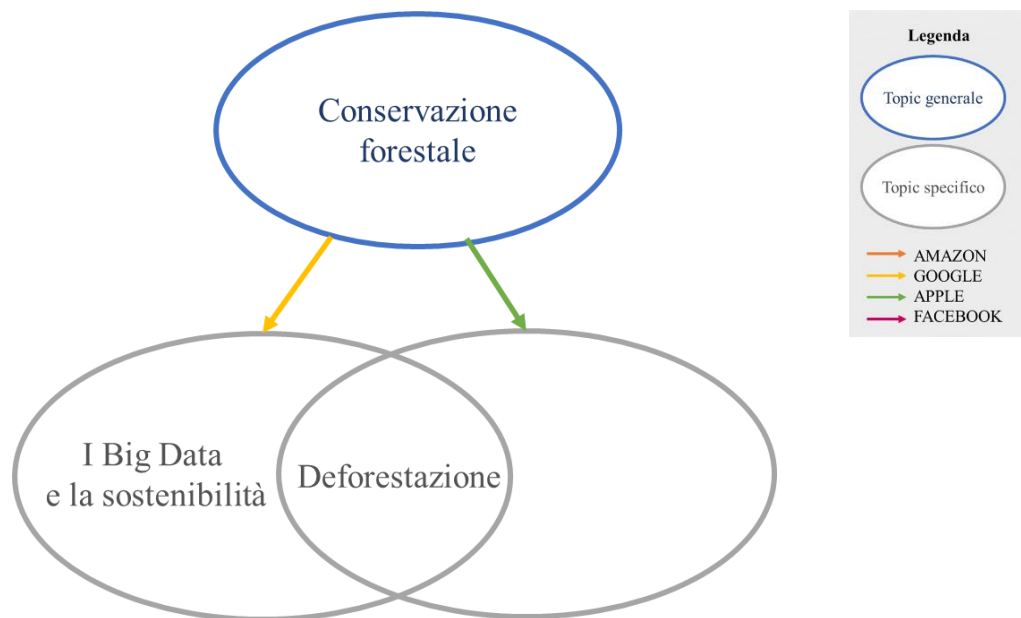 Conservazione
forestale
I Big Data
e la sostenibilità
Deforestazione
Legenda
Topic generale
Topic specifico
AMAZON
GOOGLE
APPLE
FACEBOOK